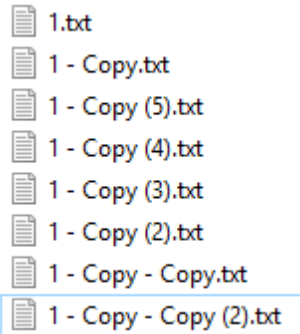 1.txt
1 - Copy.txt
1 - Copy (5).txt
1 - Copy (4).txt
1 - Copy (3).txt
1 - Copy (2).txt
1 - Copy - Copy.txt
1 - Copy - Copy (2).txt